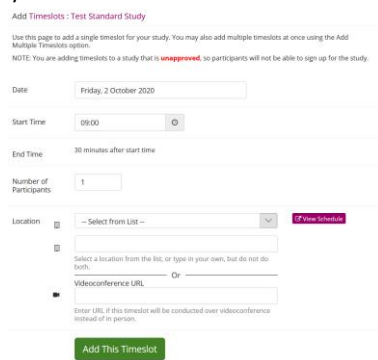 Add Timeslots : Test Standard Study
Use this page to add a single timeslot for your study. You may also add multiple timeslots at once using the Add
Multiple Timeslots option.
NOTE: You are adding timeslots to a study that is unapproved, so participants will not be able to sign up for the study.
Date
Friday, 2 October 2020
Start Time
09:00
End Time
30 minutes after start time
Number of
Participants
1
Location
-- Select from List --
View Schedule
Select a location from the list, or type in your own, but do not do
both.
Or
Videoconference URL
Enter URL if this timeslot will be conducted over videoconference
instead of in person.
Add This Timeslot